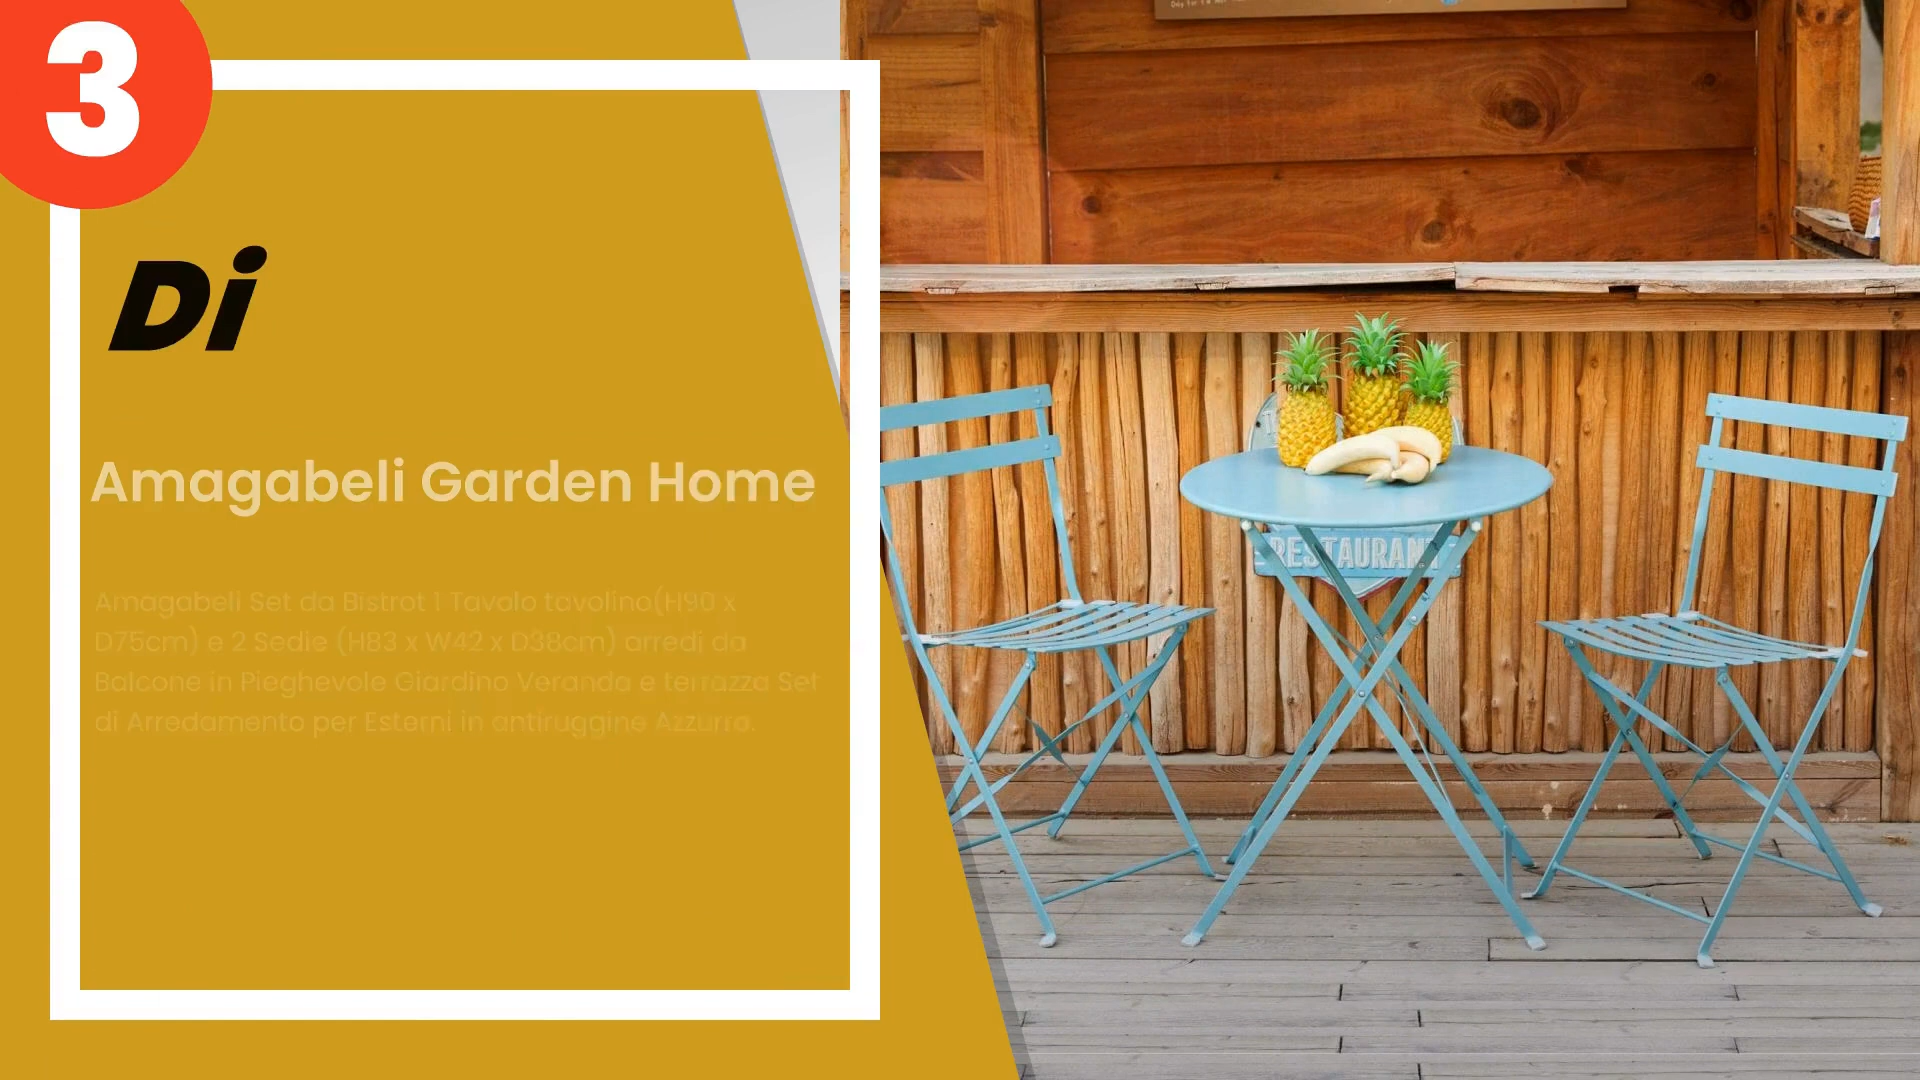 3
Di
Amagabeli Garden Home
Amagabeli Set da Bistrot 1 Tavolo tavolino(H90 x
D75cm) e 2 Sedie (H83 x W42 x D38cm) arredi da
Balcone in Pieghevole Giardino Veranda e terrazza Set
di Arredamento per Esterni in antiruggine Azzurro.
RESTAURANT